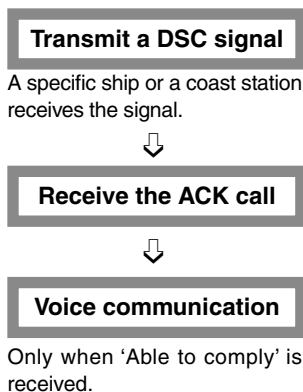 Transmit a DSC signal
A specific ship or a coast station
receives the signal.
Receive the ACK call
Voice communication
Only when ‘Able to comply’ is
received.